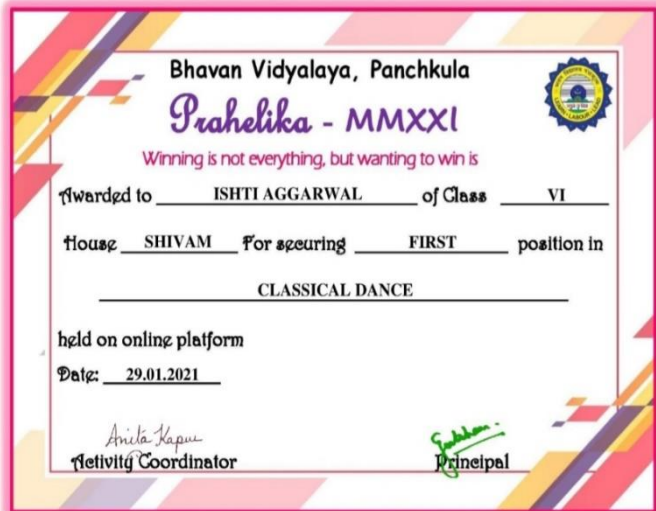 Bhavan Vidyalaya, Panchkula
Prahelika - MMXXI
Winning is not everything, but wanting to win is
Awarded to ISHTI AGGARWAL of Class VI
House SHIVAM For securing FIRST position in
CLASSICAL DANCE
held on online platform
Date: 29.01.2021
Anita Kapur
Activity Coordinator Principal